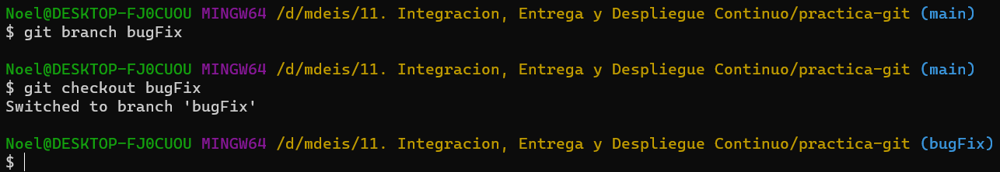 Noel@DESKTOP-FJ0CUOU MINGW64 /d/mdeis/11. Integracion, Entrega y Despliegue Continuo/practica-git (main)
$ git branch bugFix
Noel@DESKTOP-FJ0CUOU MINGW64 /d/mdeis/11. Integracion, Entrega y Despliegue Continuo/practica-git (main)
$ git checkout bugFix
Switched to branch 'bugFix'
Noel@DESKTOP-FJ0CUOU MINGW64 /d/mdeis/11. Integracion, Entrega y Despliegue Continuo/practica-git (bugFix)
$